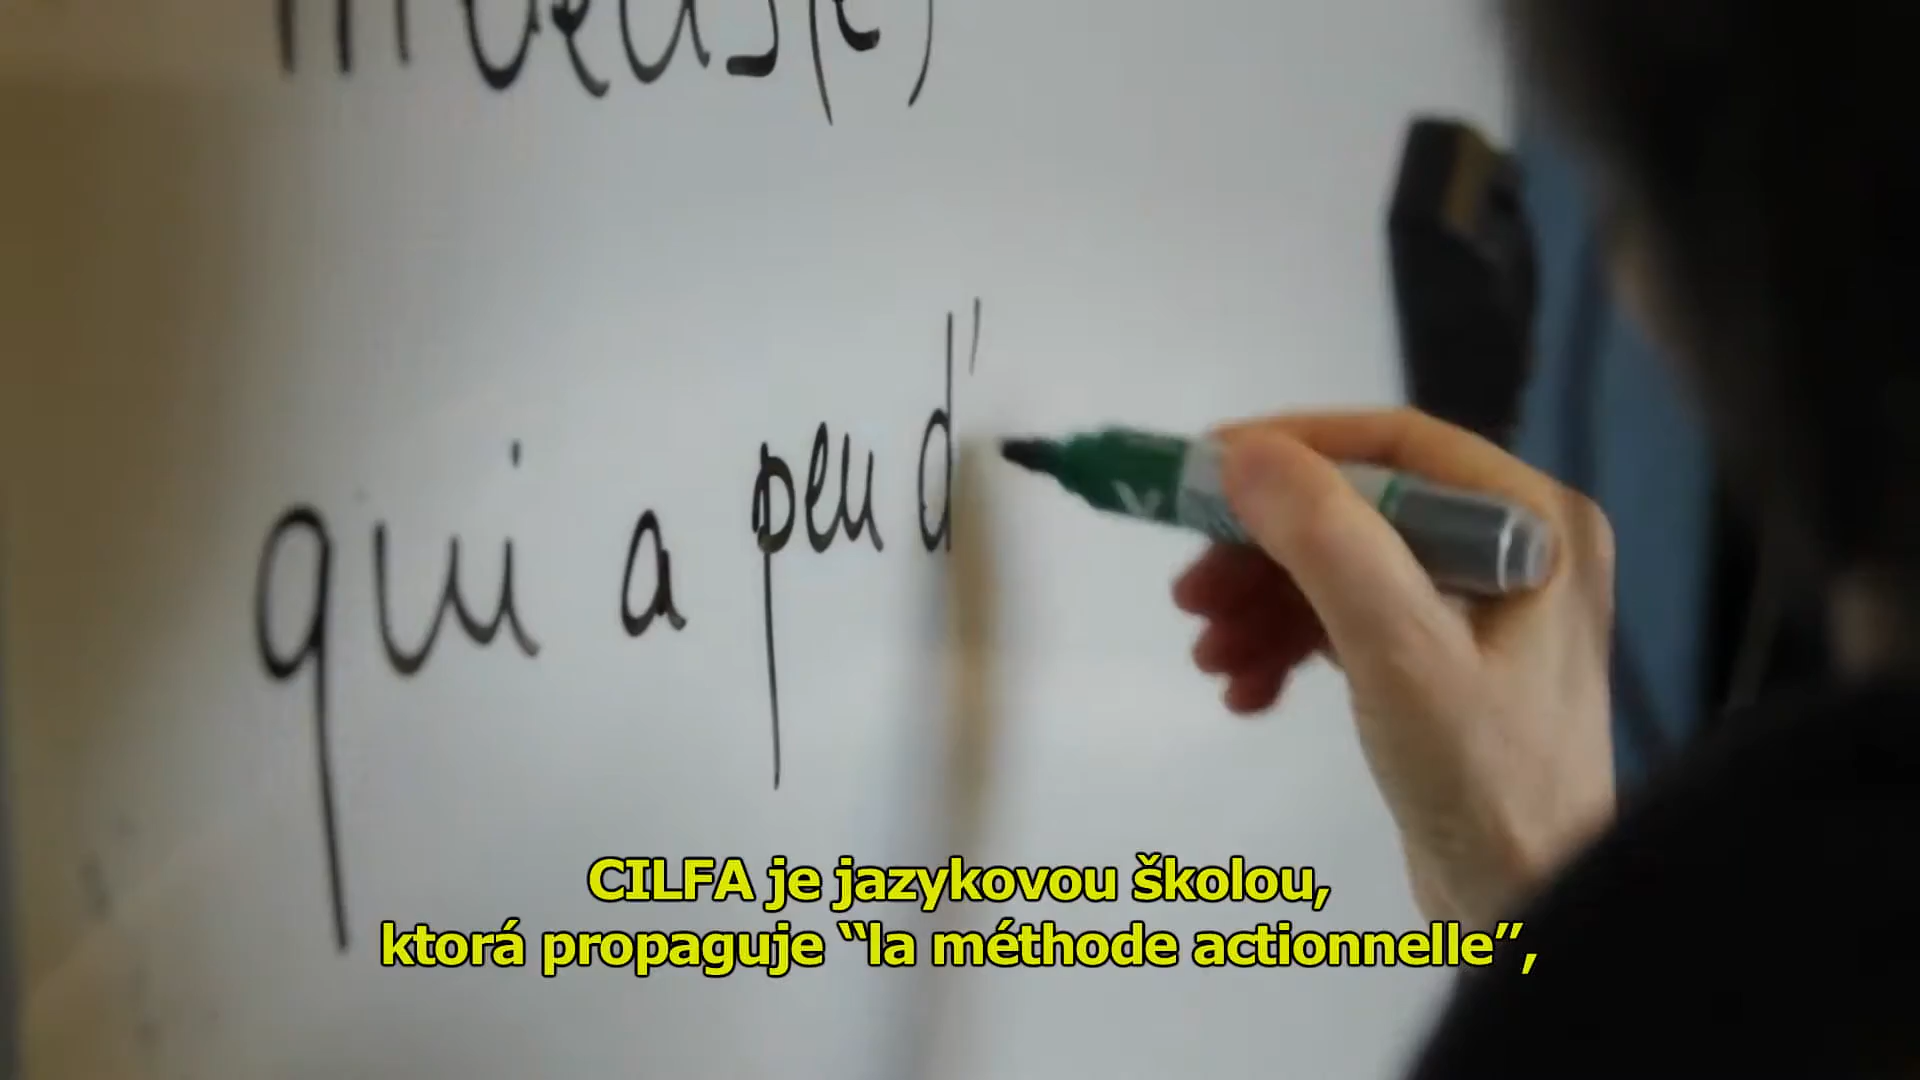 qui a peu d'
CILFA je jazykovou školou,
ktorá propaguje “la méthode actionnelle”,